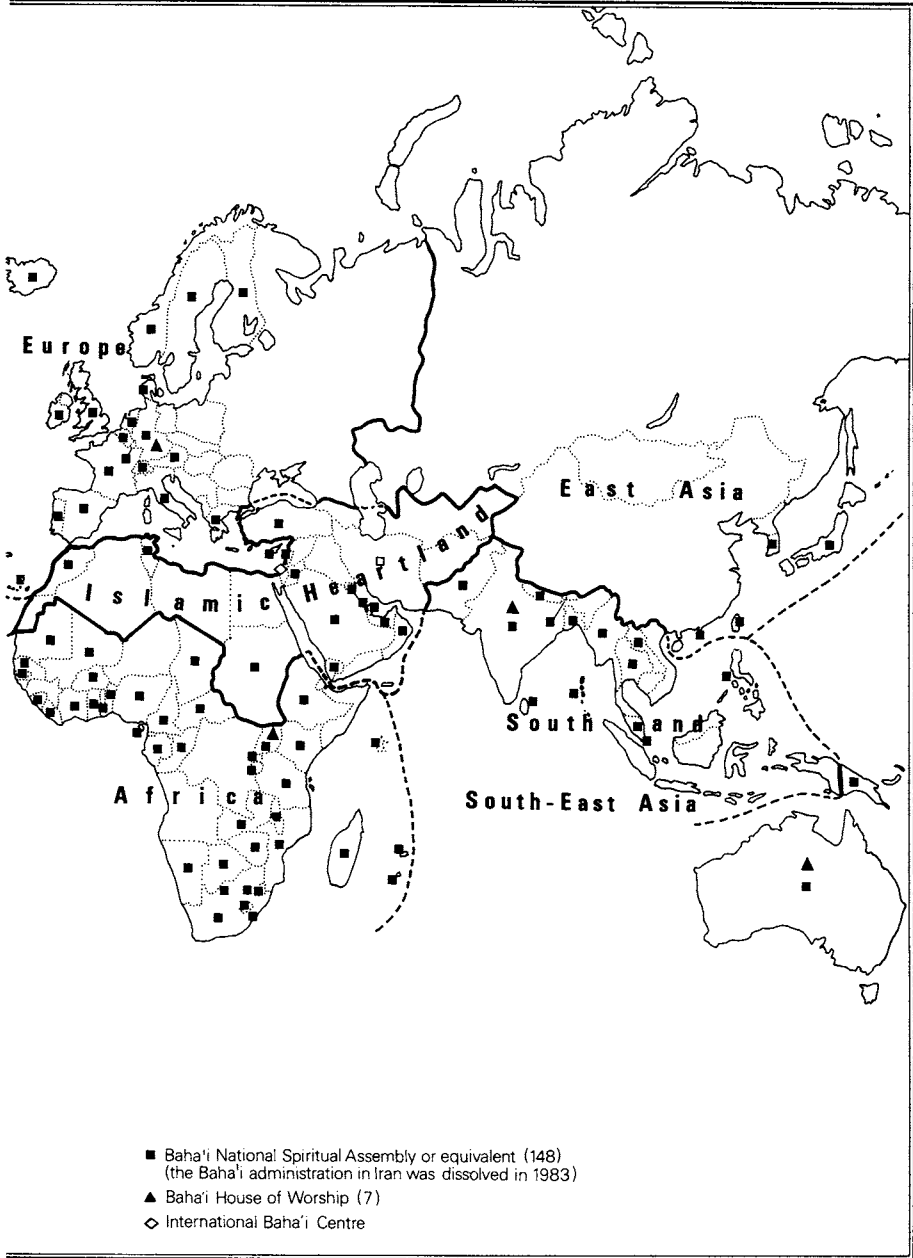 Europe
East Asia
Islamic Heartland
South and
Africa
South-East Asia
■ Baha'i National Spiritual Assembly or equivalent (148)
(the Baha'i administration in Iran was dissolved in 1983)
▲ Baha'i House of Worship (7)
◇ International Baha'i Centre